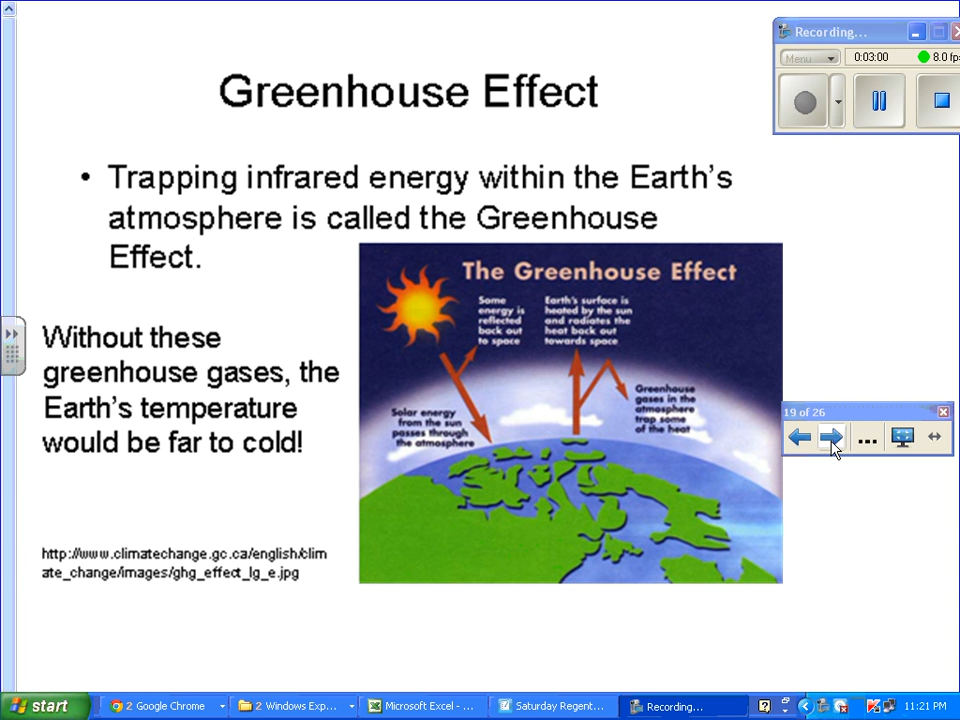 Recording...
Menu
0:03:00
8.0 fp
Greenhouse Effect
• Trapping infrared energy within the Earth's
atmosphere is called the Greenhouse
Effect.
Without these
greenhouse gases, the
Earth's temperature
would be far to cold!
http://www.climatechange.gc.ca/english/clim
ate_change/images/ghg_effect_lg_e.jpg
The Greenhouse Effect
Some
energy is
reflected
back out
to space
Earth's surface is
heated by the sun
and radiates the
heat back out
towards space
Solar energy
from the sun
passes through
the atmosphere
Greenhouse
gases in the
atmosphere
trap some
of the heat
19 of 26
start
2 Google Chrome
2 Windows Exp...
Microsoft Excel - ...
Saturday Regent...
Recording...
11:21 PM